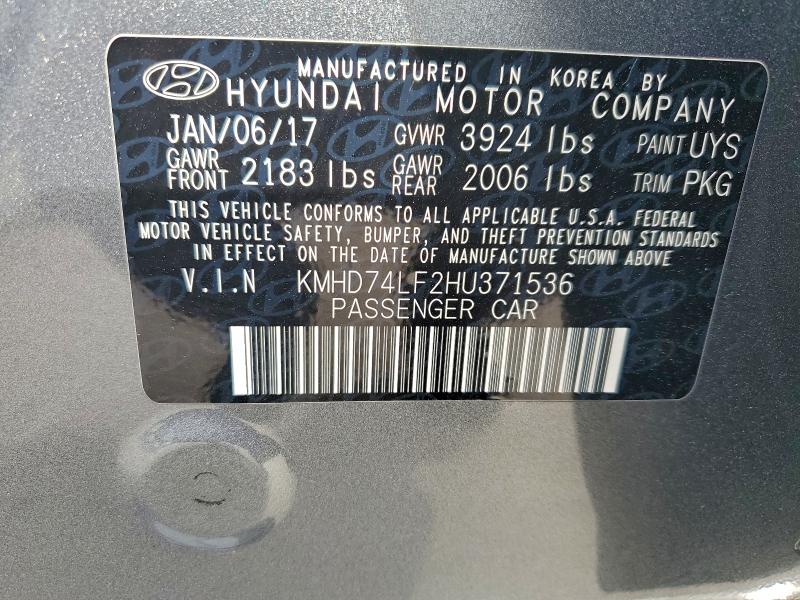 MANUFACTURED IN KOREA BY
HYUNDAI MOTOR COMPANY
JAN/06/17 GVWR 3924 lbs PAINT UYS
GAWR FRONT 2183 lbs GAWR REAR 2006 lbs TRIM PKG
THIS VEHICLE CONFORMS TO ALL APPLICABLE U.S.A. FEDERAL
MOTOR VEHICLE SAFETY, BUMPER, AND THEFT PREVENTION STANDARDS
IN EFFECT ON THE DATE OF MANUFACTURE SHOWN ABOVE
V.I.N KMHD74LF2HU371536
PASSENGER CAR